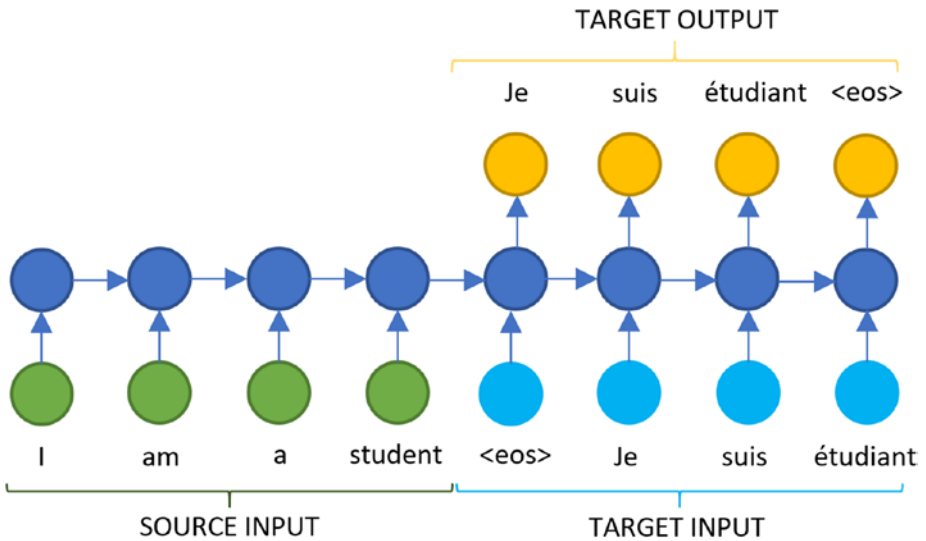 TARGET OUTPUT
Je suis étudiant <eos>
I am a student <eos> Je suis étudiant
SOURCE INPUT TARGET INPUT